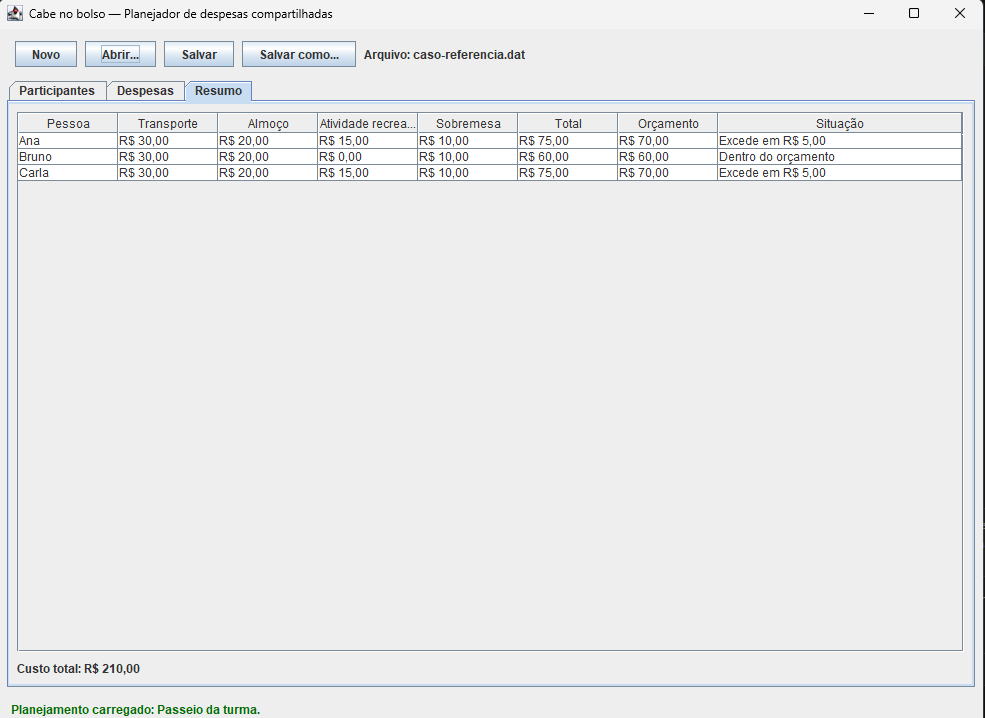 Cabe no bolso — Planejador de despesas compartilhadas
Novo Abrir... Salvar Salvar como... Arquivo: caso-referencia.dat
Participantes Despesas Resumo
Pessoa Transporte Almoço Atividade recrea... Sobremesa Total Orçamento Situação
Ana R$ 30,00 R$ 20,00 R$ 15,00 R$ 10,00 R$ 75,00 R$ 70,00 Excede em R$ 5,00
Bruno R$ 30,00 R$ 20,00 R$ 0,00 R$ 10,00 R$ 60,00 R$ 60,00 Dentro do orçamento
Carla R$ 30,00 R$ 20,00 R$ 15,00 R$ 10,00 R$ 75,00 R$ 70,00 Excede em R$ 5,00
Custo total: R$ 210,00
Planejamento carregado: Passeio da turma.